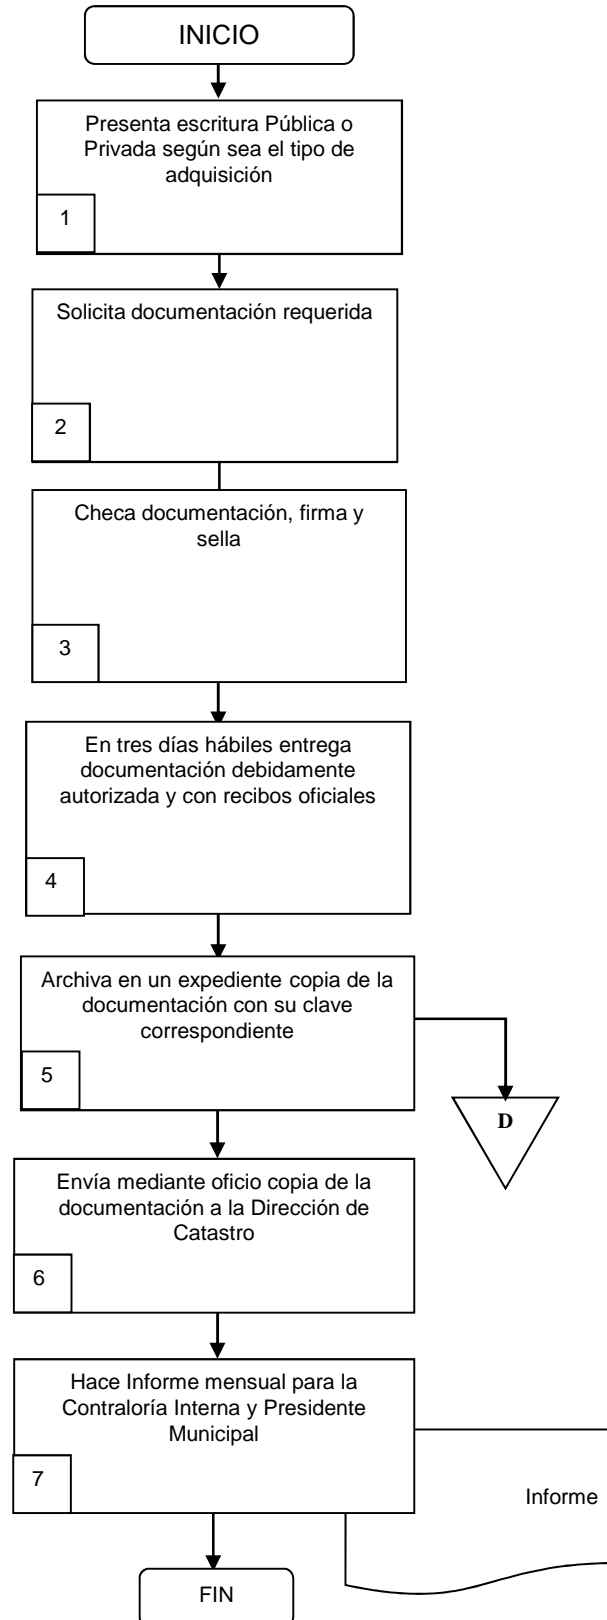 INICIO
Presenta escritura Pública o
Privada según sea el tipo de
adquisición
1
Solicita documentación requerida
2
Checa documentación, firma y
sella
3
En tres días hábiles entrega
documentación debidamente
autorizada y con recibos oficiales
4
Archiva en un expediente copia de la
documentación con su clave
correspondiente
5
D
Envía mediante oficio copia de la
documentación a la Dirección de
Catastro
6
Hace Informe mensual para la
Contraloría Interna y Presidente
Municipal
7
Informe
FIN